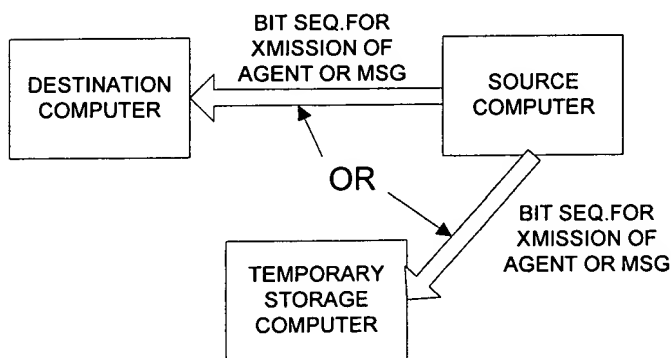 BIT SEQ.FOR
XMISSION OF
AGENT OR MSG
DESTINATION
COMPUTER
SOURCE
COMPUTER
OR
BIT SEQ.FOR
XMISSION OF
AGENT OR MSG
TEMPORARY
STORAGE
COMPUTER